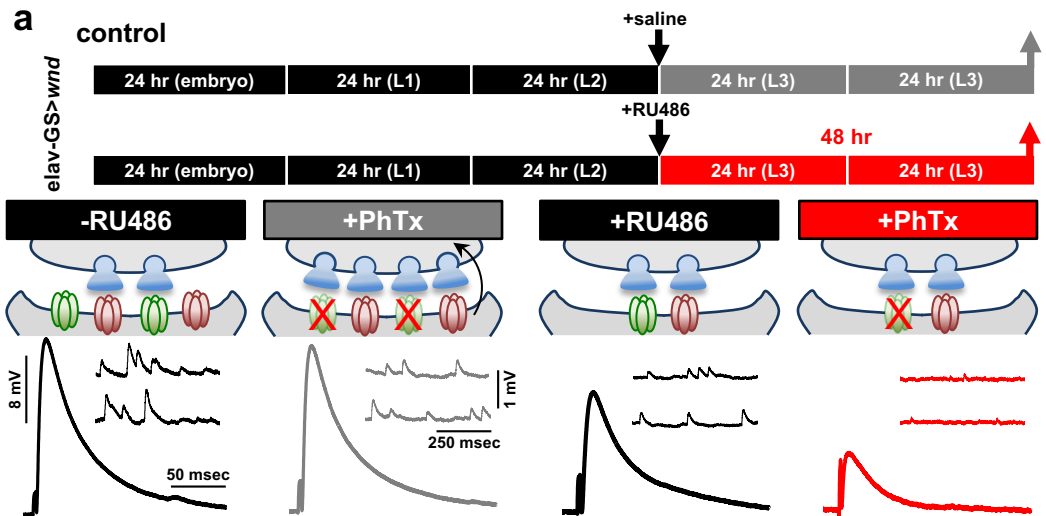 a
control
+saline
24 hr (embryo) 24 hr (L1) 24 hr (L2) 24 hr (L3) 24 hr (L3)
elav-GS>wnd
+RU486
48 hr
24 hr (embryo) 24 hr (L1) 24 hr (L2) 24 hr (L3) 24 hr (L3)
-RU486 +PhTx +RU486 +PhTx
8 mV
1 mV
250 msec
50 msec